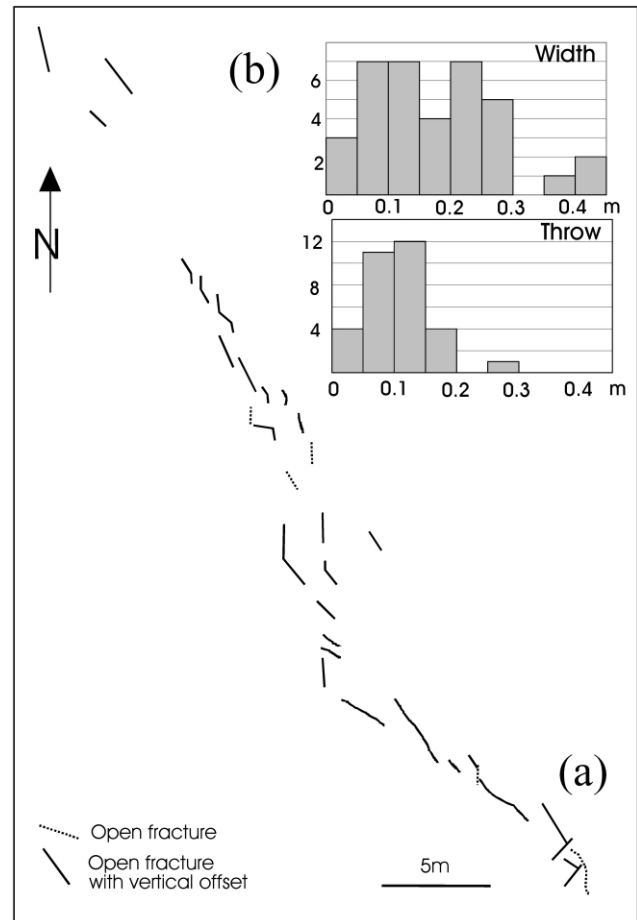 (b)
Width
6
4
2
0 0.1 0.2 0.3 0.4 m
Throw
12
8
4
0 0.1 0.2 0.3 0.4 m
N
(a)
Open fracture
Open fracture
with vertical offset
5m